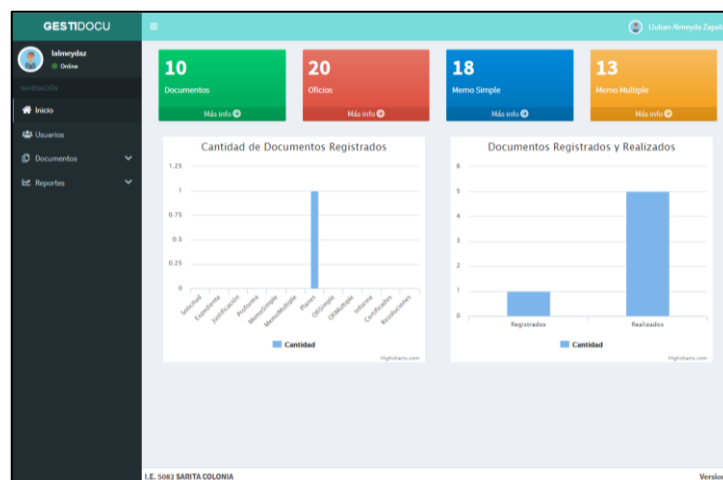 GESTIDOCU
Llulian Almeyda Zapata
lalmeydaz
Online
NAVEGACIÓN
Inicio
Usuarios
Documentos
Reportes
10
Documentos
Más info
20
Oficios
Más info
18
Memo Simple
Más info
13
Memo Multiple
Más info
Cantidad de Documentos Registrados
1.25
1
0.75
0.5
0.25
0
Solicitud
Expediente
Justificación
Proforma
MemoSimple
MemoMultiple
Planes
OfiSimple
OfiMultiple
Informe
Certificados
Resoluciones
Cantidad
Highcharts.com
Documentos Registrados y Realizados
6
5
4
3
2
1
0
Registrados
Realizados
Cantidad
Highcharts.com
I.E. 5082 SARITA COLONIA
Version